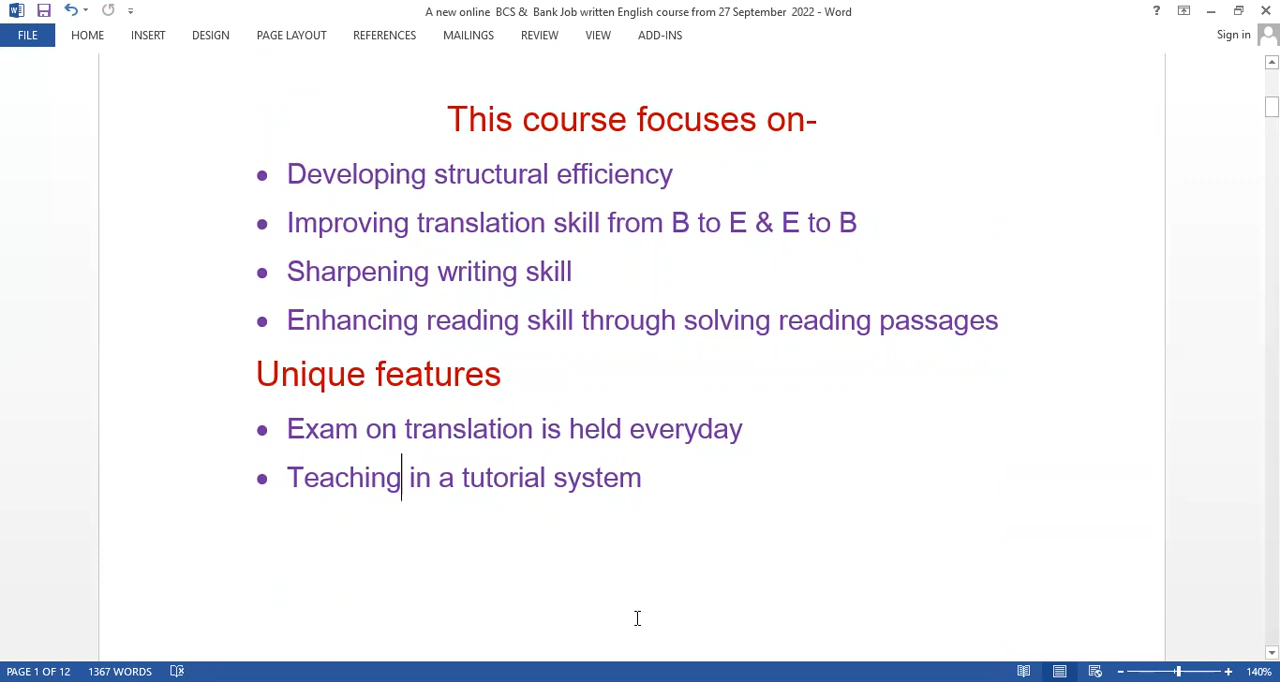 A new online BCS & Bank Job written English course from 27 September 2022 - Word
?
FILE HOME INSERT DESIGN PAGE LAYOUT REFERENCES MAILINGS REVIEW VIEW ADD-INS Sign in
This course focuses on-
• Developing structural efficiency
• Improving translation skill from B to E & E to B
• Sharpening writing skill
• Enhancing reading skill through solving reading passages
Unique features
• Exam on translation is held everyday
• Teaching in a tutorial system
PAGE 1 OF 12 1367 WORDS 140%